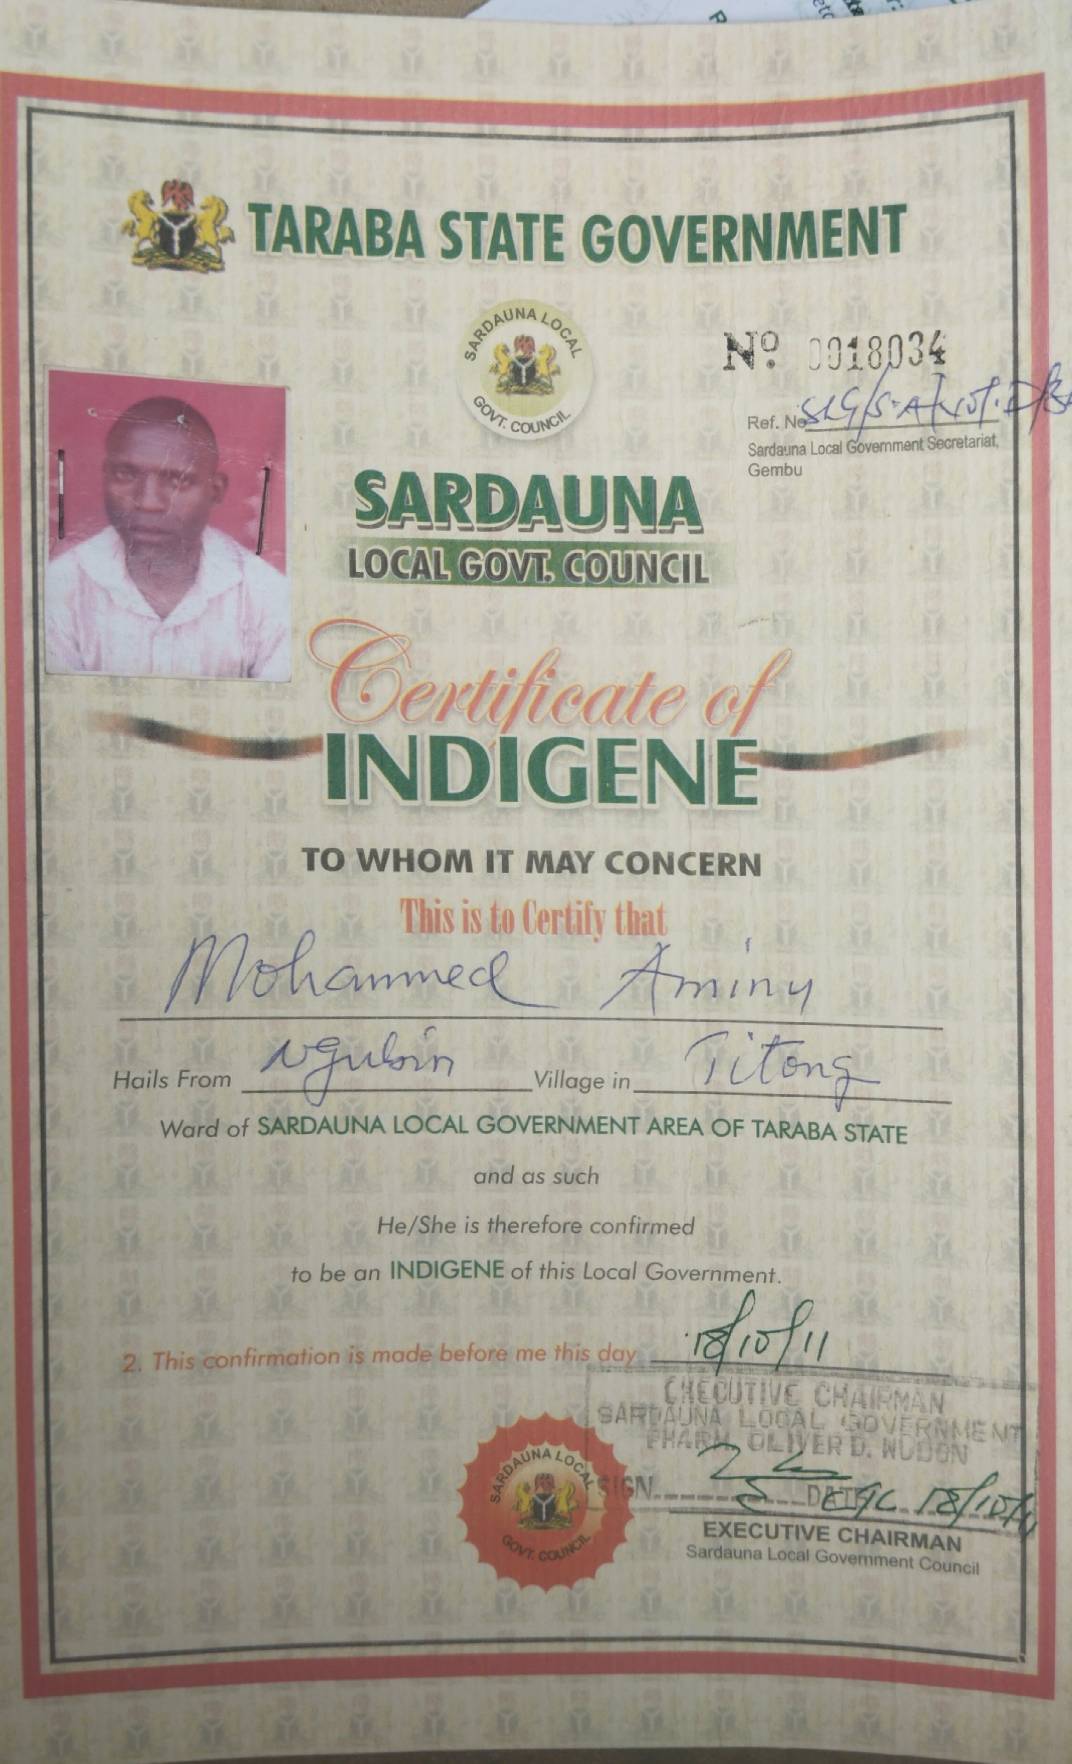 TARABA STATE GOVERNMENT
SARDAUNA LOCAL
GOVT. COUNCIL
Nº 0018034
Ref. No
Sardauna Local Government Secretariat,
Gembu
SARDAUNA
LOCAL GOVT. COUNCIL
Certificate of
INDIGENE
TO WHOM IT MAY CONCERN
This is to Certify that
Mohammed Aminu
Hails From Ngubin Village in Titong
Ward of SARDAUNA LOCAL GOVERNMENT AREA OF TARABA STATE
and as such
He/She is therefore confirmed
to be an INDIGENE of this Local Government.
2. This confirmation is made before me this day 18/10/11
EXECUTIVE CHAIRMAN
SARDAUNA LOCAL GOVERNMENT
PHARM. OLIVER D.
SIGN DATE 18/10/11
SARDAUNA LOCAL
GOVT. COUNCIL
EXECUTIVE CHAIRMAN
Sardauna Local Government Council